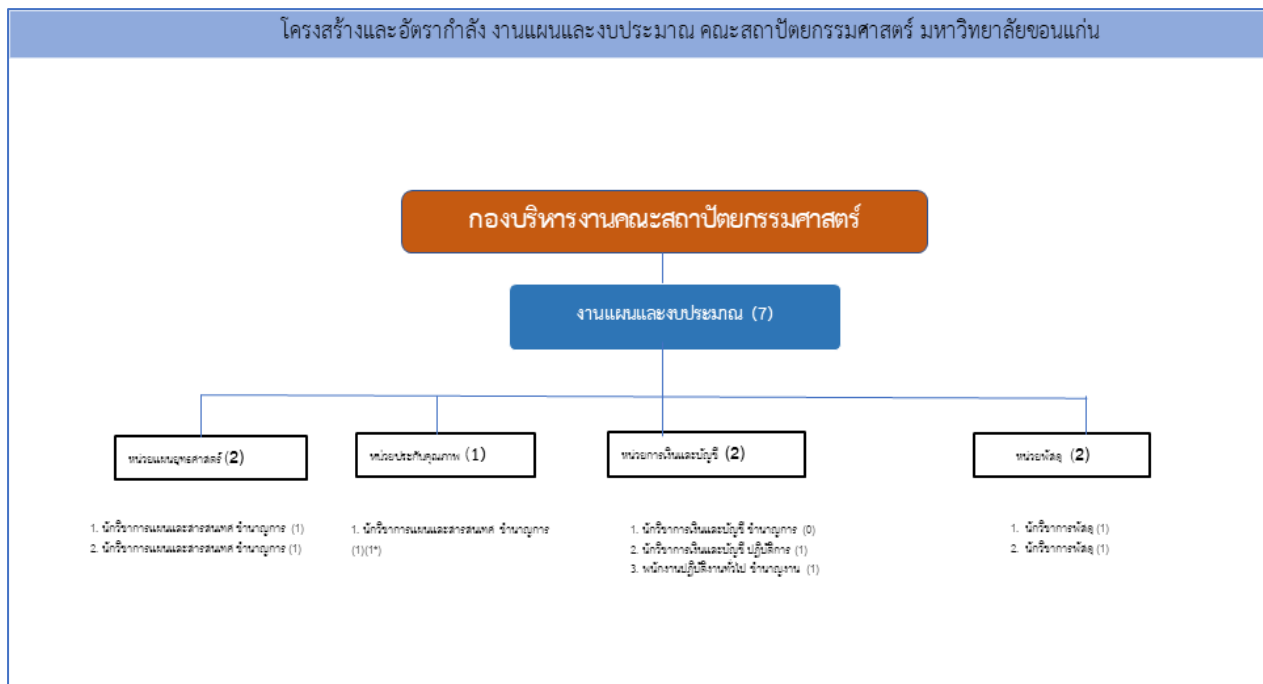 โครงสร้างและอัตรากำลัง งานแผนและงบประมาณ คณะสถาปัตยกรรมศาสตร์ มหาวิทยาลัยขอนแก่น
กองบริหารงานคณะสถาปัตยกรรมศาสตร์
งานแผนและงบประมาณ (7)
หน่วยแผนยุทธศาสตร์ (2)
1. นักวิชาการแผนและสารสนเทศ ชำนาญการ (1)
2. นักวิชาการแผนและสารสนเทศ ชำนาญการ (1)
หน่วยประกันคุณภาพ (1)
1. นักวิชาการแผนและสารสนเทศ ชำนาญการ
(1)(1*)
หน่วยการเงินและบัญชี (2)
1. นักวิชาการเงินและบัญชี ชำนาญการ (0)
2. นักวิชาการเงินและบัญชี ปฏิบัติการ (1)
3. พนักงานปฏิบัติงานทั่วไป ชำนาญงาน (1)
หน่วยพัสดุ (2)
1. นักวิชาการพัสดุ (1)
2. นักวิชาการพัสดุ (1)